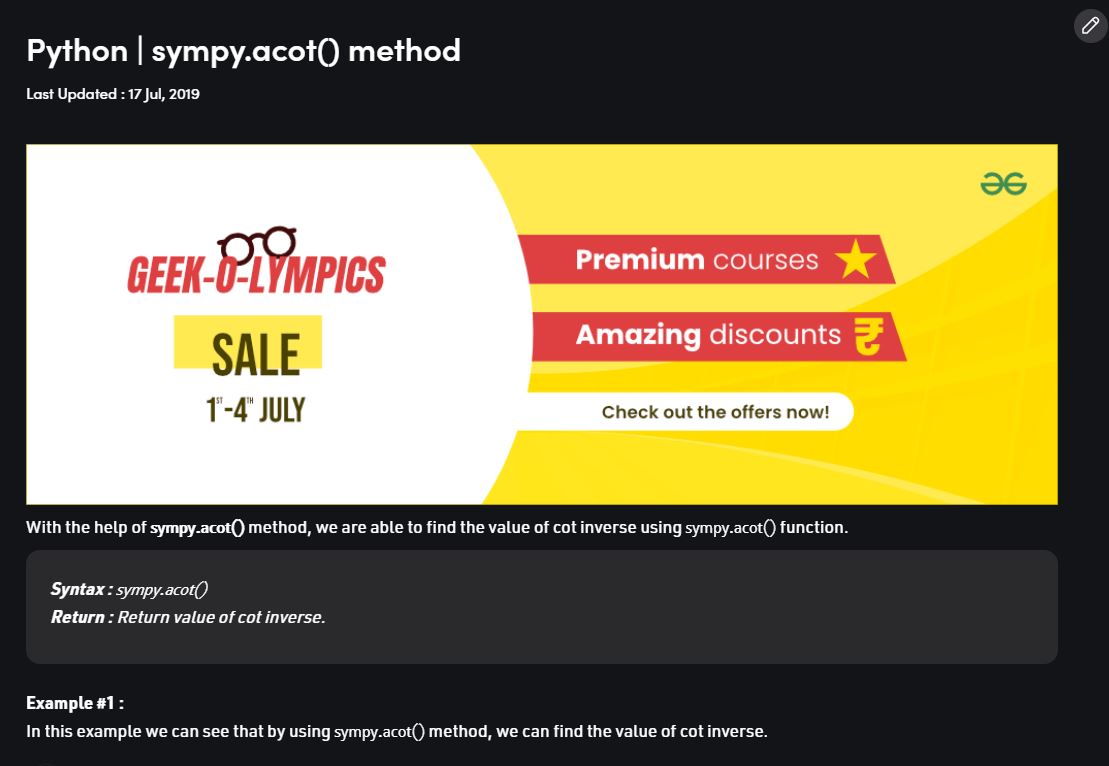 Python | sympy.acot() method
Last Updated : 17 Jul, 2019
GEEK-O-LYMPICS
SALE
1ST-4TH JULY
Premium courses
Amazing discounts ₹
Check out the offers now!
With the help of sympy.acot() method, we are able to find the value of cot inverse using sympy.acot() function.
Syntax : sympy.acot()
Return : Return value of cot inverse.
Example #1 :
In this example we can see that by using sympy.acot() method, we can find the value of cot inverse.